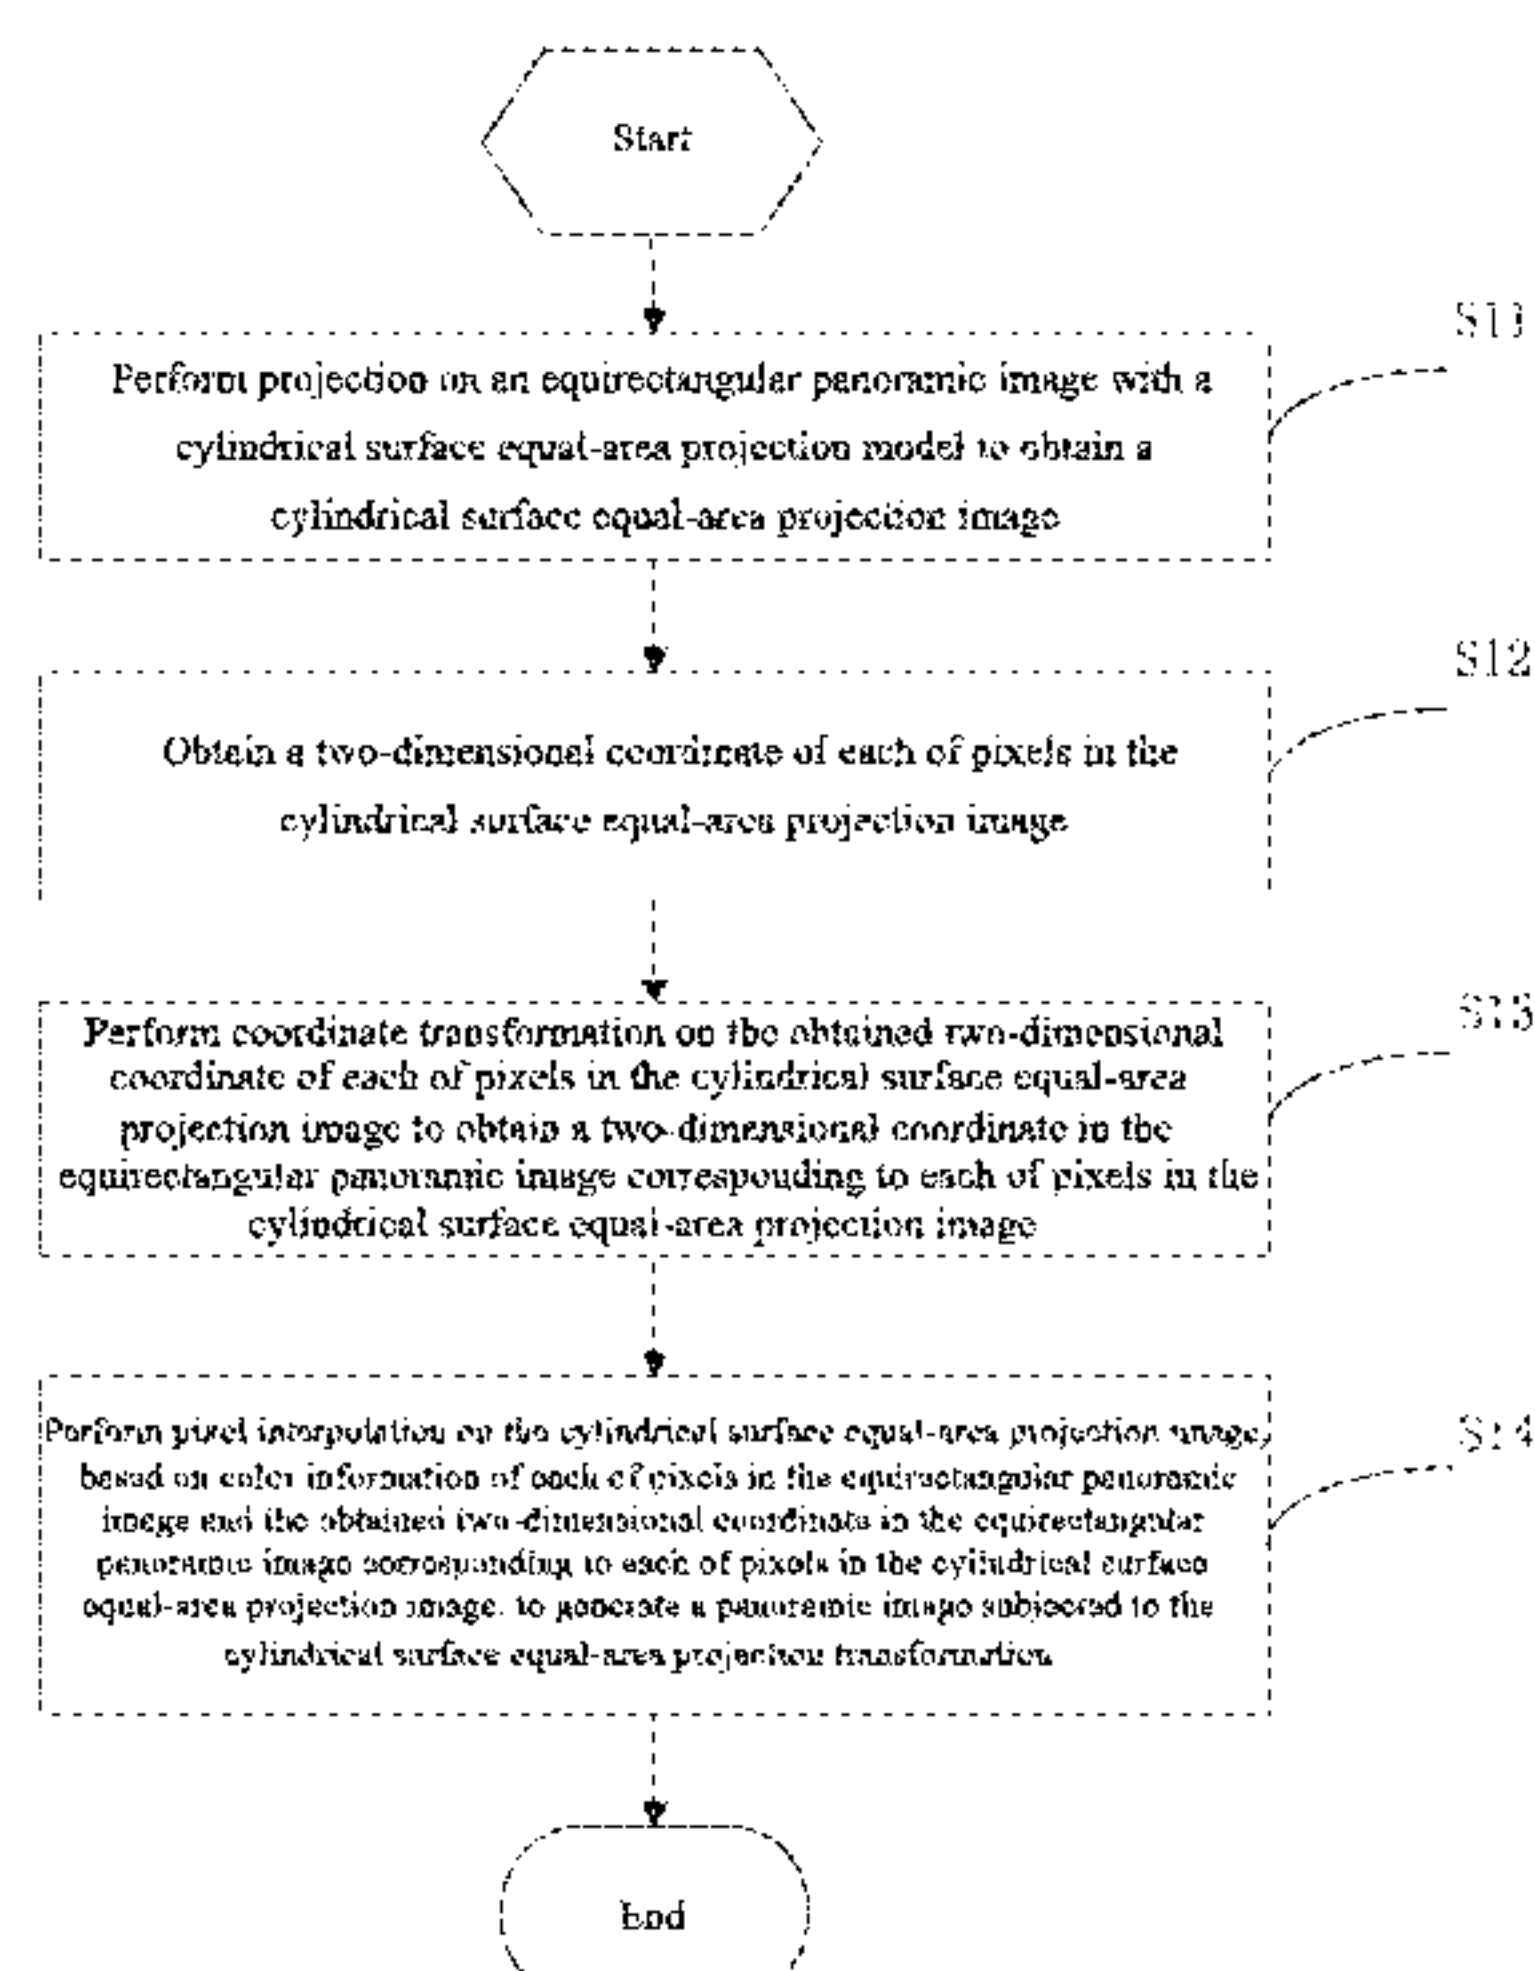 Start
S11
Perform projection on an equirectangular panoramic image with a
cylindrical surface equal-area projection model to obtain a
cylindrical surface equal-area projection image
S12
Obtain a two-dimensional coordinate of each of pixels in the
cylindrical surface equal-area projection image
S13
Perform coordinate transformation on the obtained two-dimensional
coordinate of each of pixels in the cylindrical surface equal-area
projection image to obtain a two-dimensional coordinate in the
equirectangular panoramic image corresponding to each of pixels in the
cylindrical surface equal-area projection image
S14
Perform pixel interpolation on the cylindrical surface equal-area projection image,
based on color information of each of pixels in the equirectangular panoramic
image and the obtained two-dimensional coordinate in the equirectangular
panoramic image corresponding to each of pixels in the cylindrical surface
equal-area projection image, to generate a panoramic image subjected to the
cylindrical surface equal-area projection transformation
End